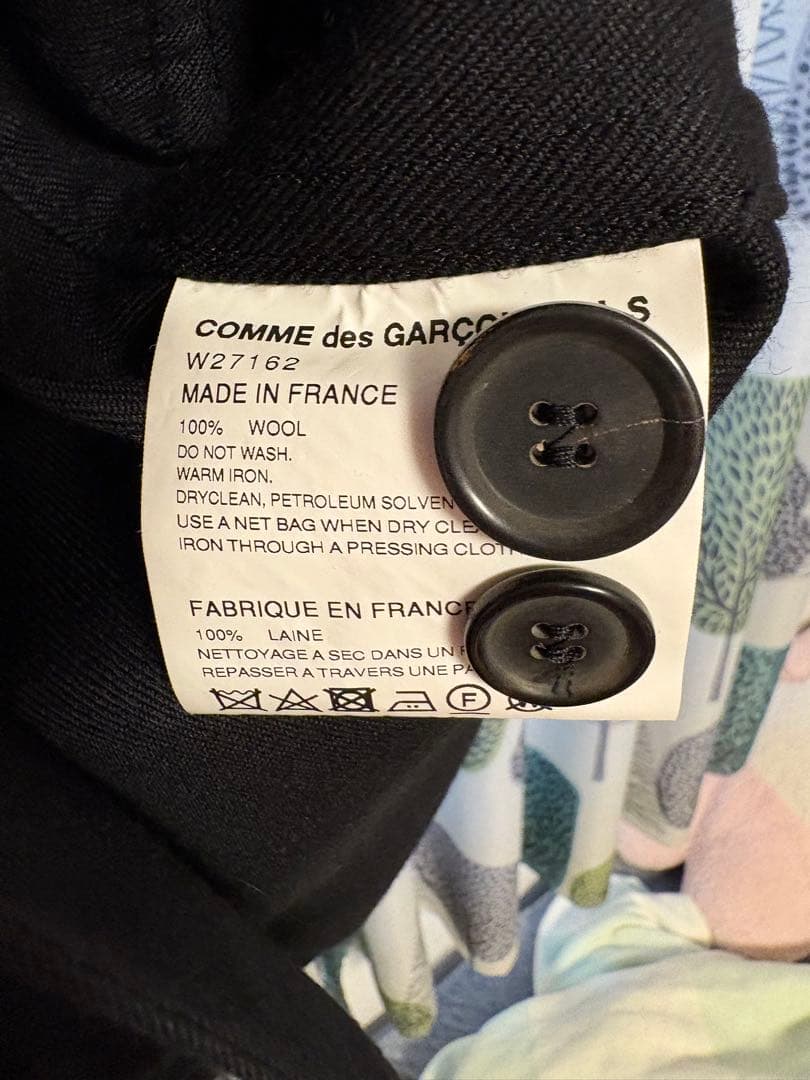 COMME des GARÇ
W27162
MADE IN FRANCE
100% WOOL
DO NOT WASH.
WARM IRON.
DRYCLEAN, PETROLEUM SOLVEN
USE A NET BAG WHEN DRY CLE
IRON THROUGH A PRESSING CLOT
FABRIQUE EN FRANC
100% LAINE
NETTOYAGE A SEC DANS UN
REPASSER A TRAVERS UNE PA
F